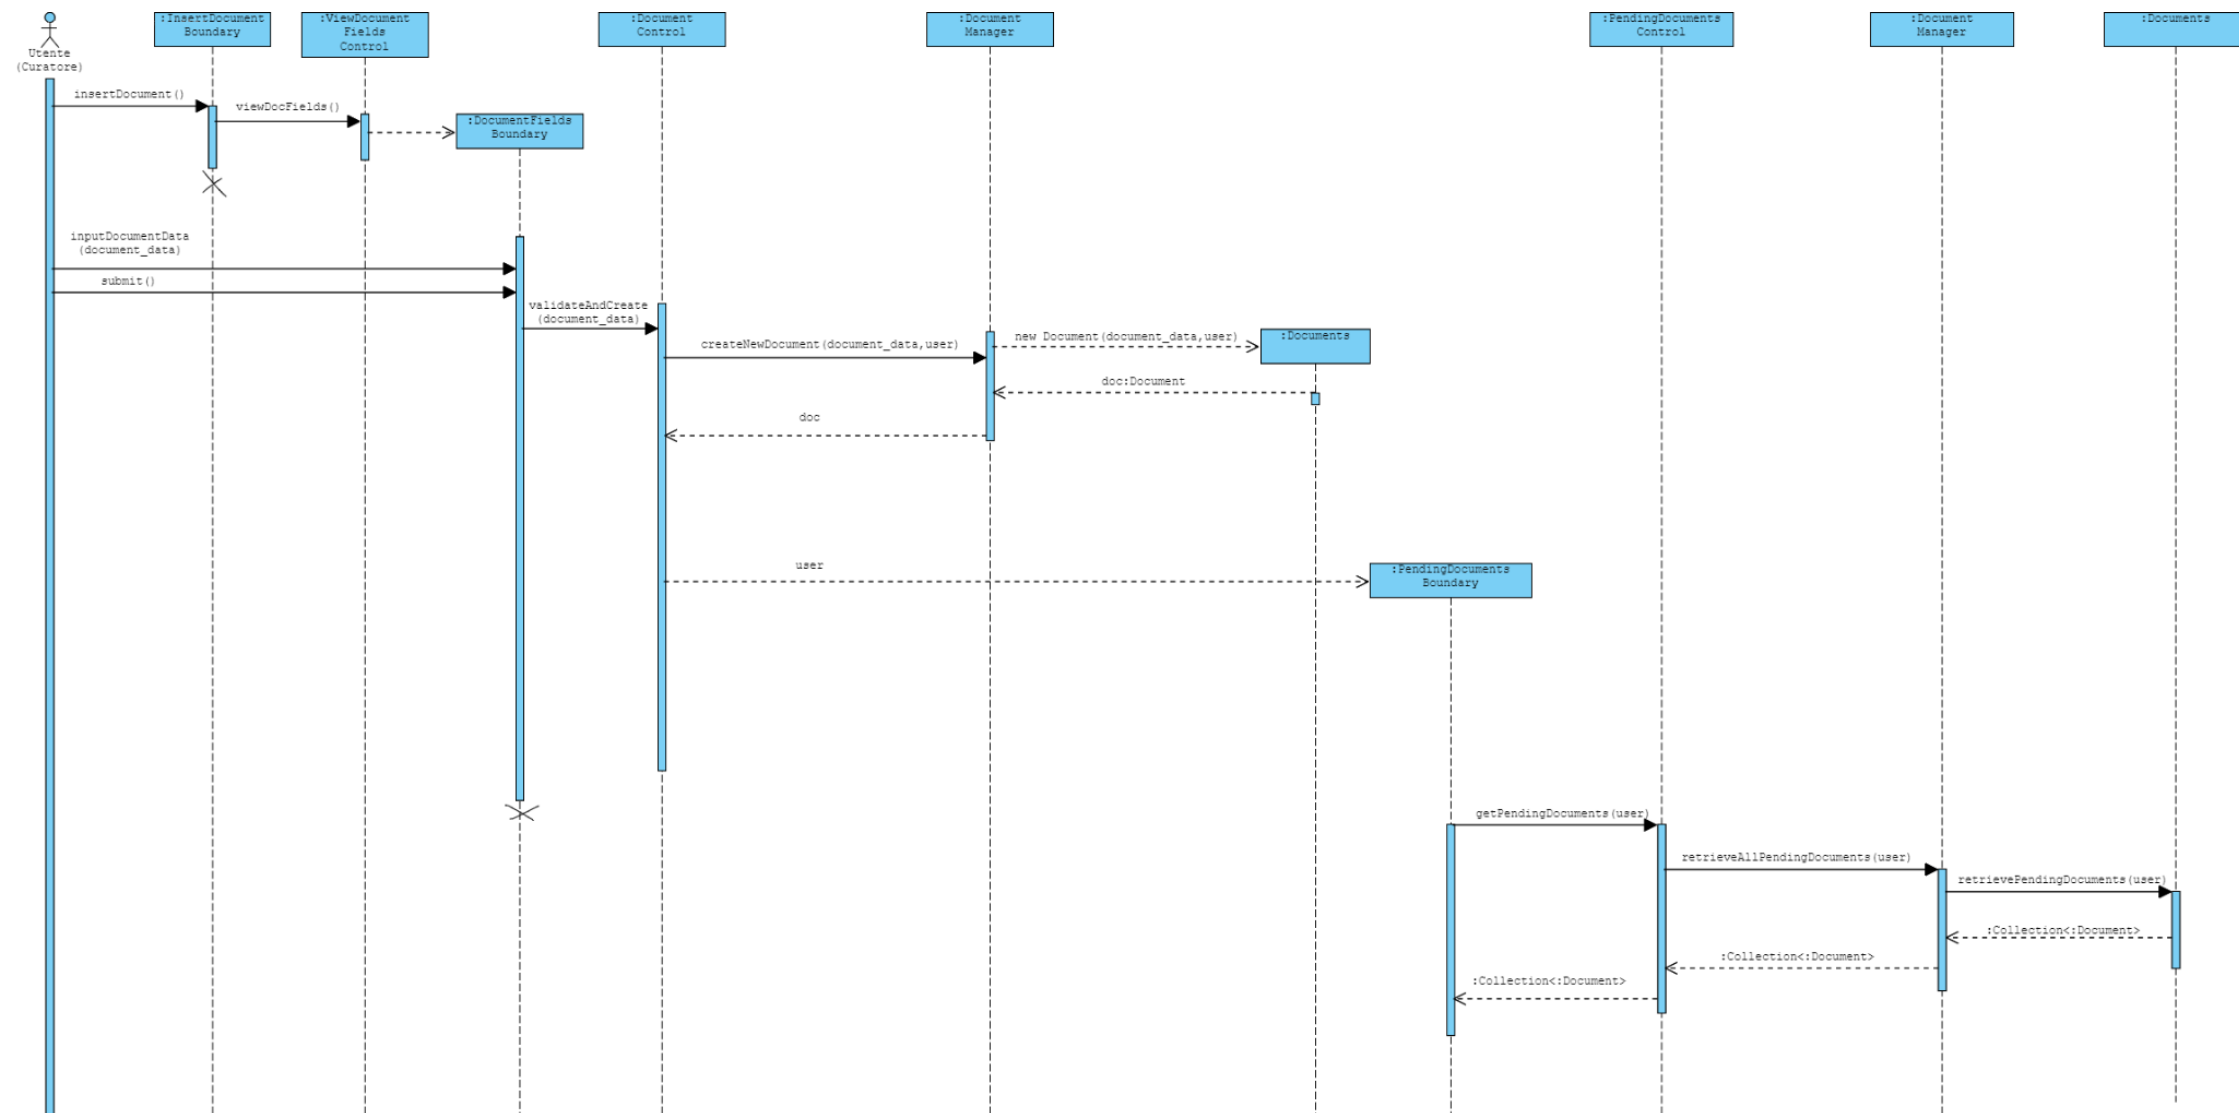 :InsertDocument
Boundary
:ViewDocument
Fields
Control
:Document
Control
:Document
Manager
:PendingDocuments
Control
:Document
Manager
:Documents
Utente
(Curatore)
insertDocument()
viewDocFields()
:DocumentFields
Boundary
inputDocumentData
(document_data)
submit()
validateAndCreate
(document_data)
createNewDocument(document_data,user)
new Document(document_data,user)
:Documents
doc:Document
doc
user
:PendingDocuments
Boundary
getPendingDocuments(user)
retrieveAllPendingDocuments(user)
retrievePendingDocuments(user)
:Collection<:Document>
:Collection<:Document>
:Collection<:Document>